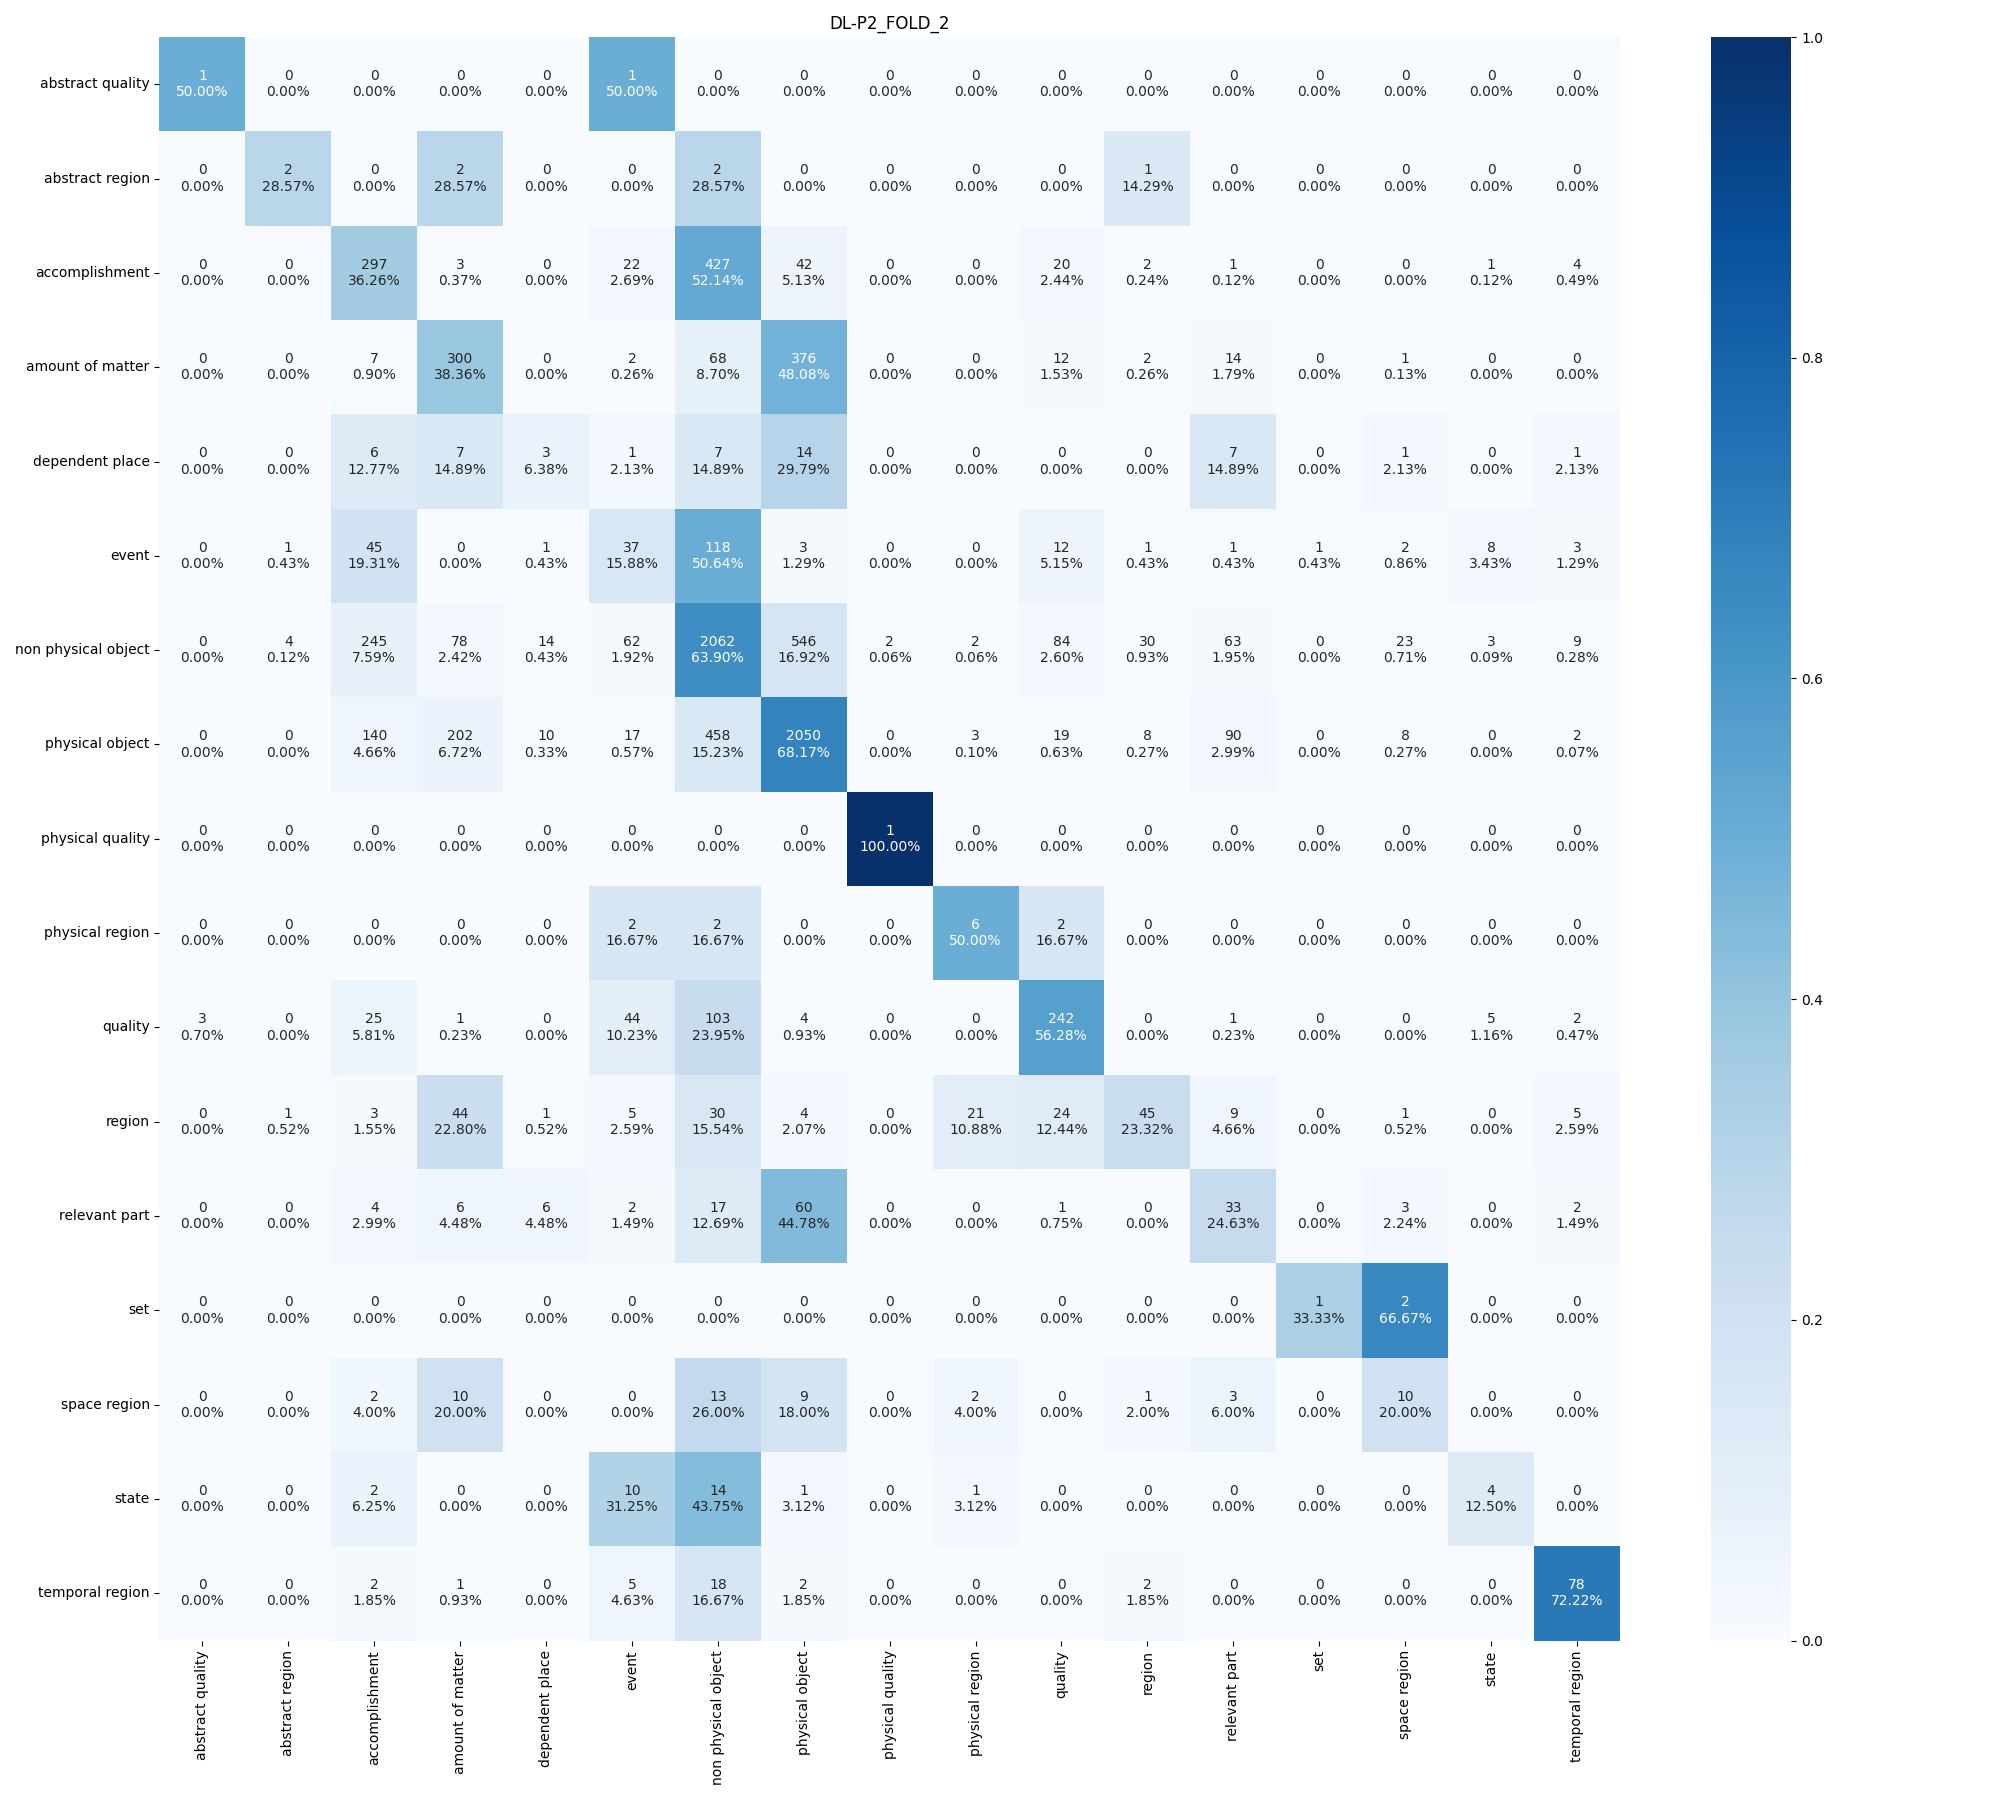 DL-P2_FOLD_2
abstract quality
1 0 0 0 0 1 0 0 0 0 0 0 0 0 0 0 0
50.00% 0.00% 0.00% 0.00% 0.00% 50.00% 0.00% 0.00% 0.00% 0.00% 0.00% 0.00% 0.00% 0.00% 0.00% 0.00% 0.00%
abstract region
0 2 0 2 0 0 2 0 0 0 0 1 0 0 0 0 0
0.00% 28.57% 0.00% 28.57% 0.00% 0.00% 28.57% 0.00% 0.00% 0.00% 0.00% 14.29% 0.00% 0.00% 0.00% 0.00% 0.00%
accomplishment
0 0 297 3 0 22 427 42 0 0 20 2 1 0 0 1 4
0.00% 0.00% 36.26% 0.37% 0.00% 2.69% 52.14% 5.13% 0.00% 0.00% 2.44% 0.24% 0.12% 0.00% 0.00% 0.12% 0.49%
amount of matter
0 0 7 300 0 2 68 376 0 0 12 2 14 0 1 0 0
0.00% 0.00% 0.90% 38.36% 0.00% 0.26% 8.70% 48.08% 0.00% 0.00% 1.53% 0.26% 1.79% 0.00% 0.13% 0.00% 0.00%
dependent place
0 0 6 7 3 1 7 14 0 0 0 0 7 0 1 0 1
0.00% 0.00% 12.77% 14.89% 6.38% 2.13% 14.89% 29.79% 0.00% 0.00% 0.00% 0.00% 14.89% 0.00% 2.13% 0.00% 2.13%
event
0 1 45 0 1 37 118 3 0 0 12 1 1 1 2 8 3
0.00% 0.43% 19.31% 0.00% 0.43% 15.88% 50.64% 1.29% 0.00% 0.00% 5.15% 0.43% 0.43% 0.43% 0.86% 3.43% 1.29%
non physical object
0 4 245 78 14 62 2062 546 2 2 84 30 63 0 23 3 9
0.00% 0.12% 7.59% 2.42% 0.43% 1.92% 63.90% 16.92% 0.06% 0.06% 2.60% 0.93% 1.95% 0.00% 0.71% 0.09% 0.28%
physical object
0 0 140 202 10 17 458 2050 0 3 19 8 90 0 8 0 2
0.00% 0.00% 4.66% 6.72% 0.33% 0.57% 15.23% 68.17% 0.00% 0.10% 0.63% 0.27% 2.99% 0.00% 0.27% 0.00% 0.07%
physical quality
0 0 0 0 0 0 0 0 1 0 0 0 0 0 0 0 0
0.00% 0.00% 0.00% 0.00% 0.00% 0.00% 0.00% 0.00% 100.00% 0.00% 0.00% 0.00% 0.00% 0.00% 0.00% 0.00% 0.00%
physical region
0 0 0 0 0 2 2 0 0 6 2 0 0 0 0 0 0
0.00% 0.00% 0.00% 0.00% 0.00% 16.67% 16.67% 0.00% 0.00% 50.00% 16.67% 0.00% 0.00% 0.00% 0.00% 0.00% 0.00%
quality
3 0 25 1 0 44 103 4 0 0 242 0 1 0 0 5 2
0.70% 0.00% 5.81% 0.23% 0.00% 10.23% 23.95% 0.93% 0.00% 0.00% 56.28% 0.00% 0.23% 0.00% 0.00% 1.16% 0.47%
region
0 1 3 44 1 5 30 4 0 21 24 45 9 0 1 0 5
0.00% 0.52% 1.55% 22.80% 0.52% 2.59% 15.54% 2.07% 0.00% 10.88% 12.44% 23.32% 4.66% 0.00% 0.52% 0.00% 2.59%
relevant part
0 0 4 6 6 2 17 60 0 0 1 0 33 0 3 0 2
0.00% 0.00% 2.99% 4.48% 4.48% 1.49% 12.69% 44.78% 0.00% 0.00% 0.75% 0.00% 24.63% 0.00% 2.24% 0.00% 1.49%
set
0 0 0 0 0 0 0 0 0 0 0 0 0 1 2 0 0
0.00% 0.00% 0.00% 0.00% 0.00% 0.00% 0.00% 0.00% 0.00% 0.00% 0.00% 0.00% 0.00% 33.33% 66.67% 0.00% 0.00%
space region
0 0 2 10 0 0 13 9 0 2 0 1 3 0 10 0 0
0.00% 0.00% 4.00% 20.00% 0.00% 0.00% 26.00% 18.00% 0.00% 4.00% 0.00% 2.00% 6.00% 0.00% 20.00% 0.00% 0.00%
state
0 0 2 0 0 10 14 1 0 1 0 0 0 0 0 4 0
0.00% 0.00% 6.25% 0.00% 0.00% 31.25% 43.75% 3.12% 0.00% 3.12% 0.00% 0.00% 0.00% 0.00% 0.00% 12.50% 0.00%
temporal region
0 0 2 1 0 5 18 2 0 0 0 2 0 0 0 0 78
0.00% 0.00% 1.85% 0.93% 0.00% 4.63% 16.67% 1.85% 0.00% 0.00% 0.00% 1.85% 0.00% 0.00% 0.00% 0.00% 72.22%
abstract quality
abstract region
accomplishment
amount of matter
dependent place
event
non physical object
physical object
physical quality
physical region
quality
region
relevant part
set
space region
state
temporal region
1.0
0.8
0.6
0.4
0.2
0.0